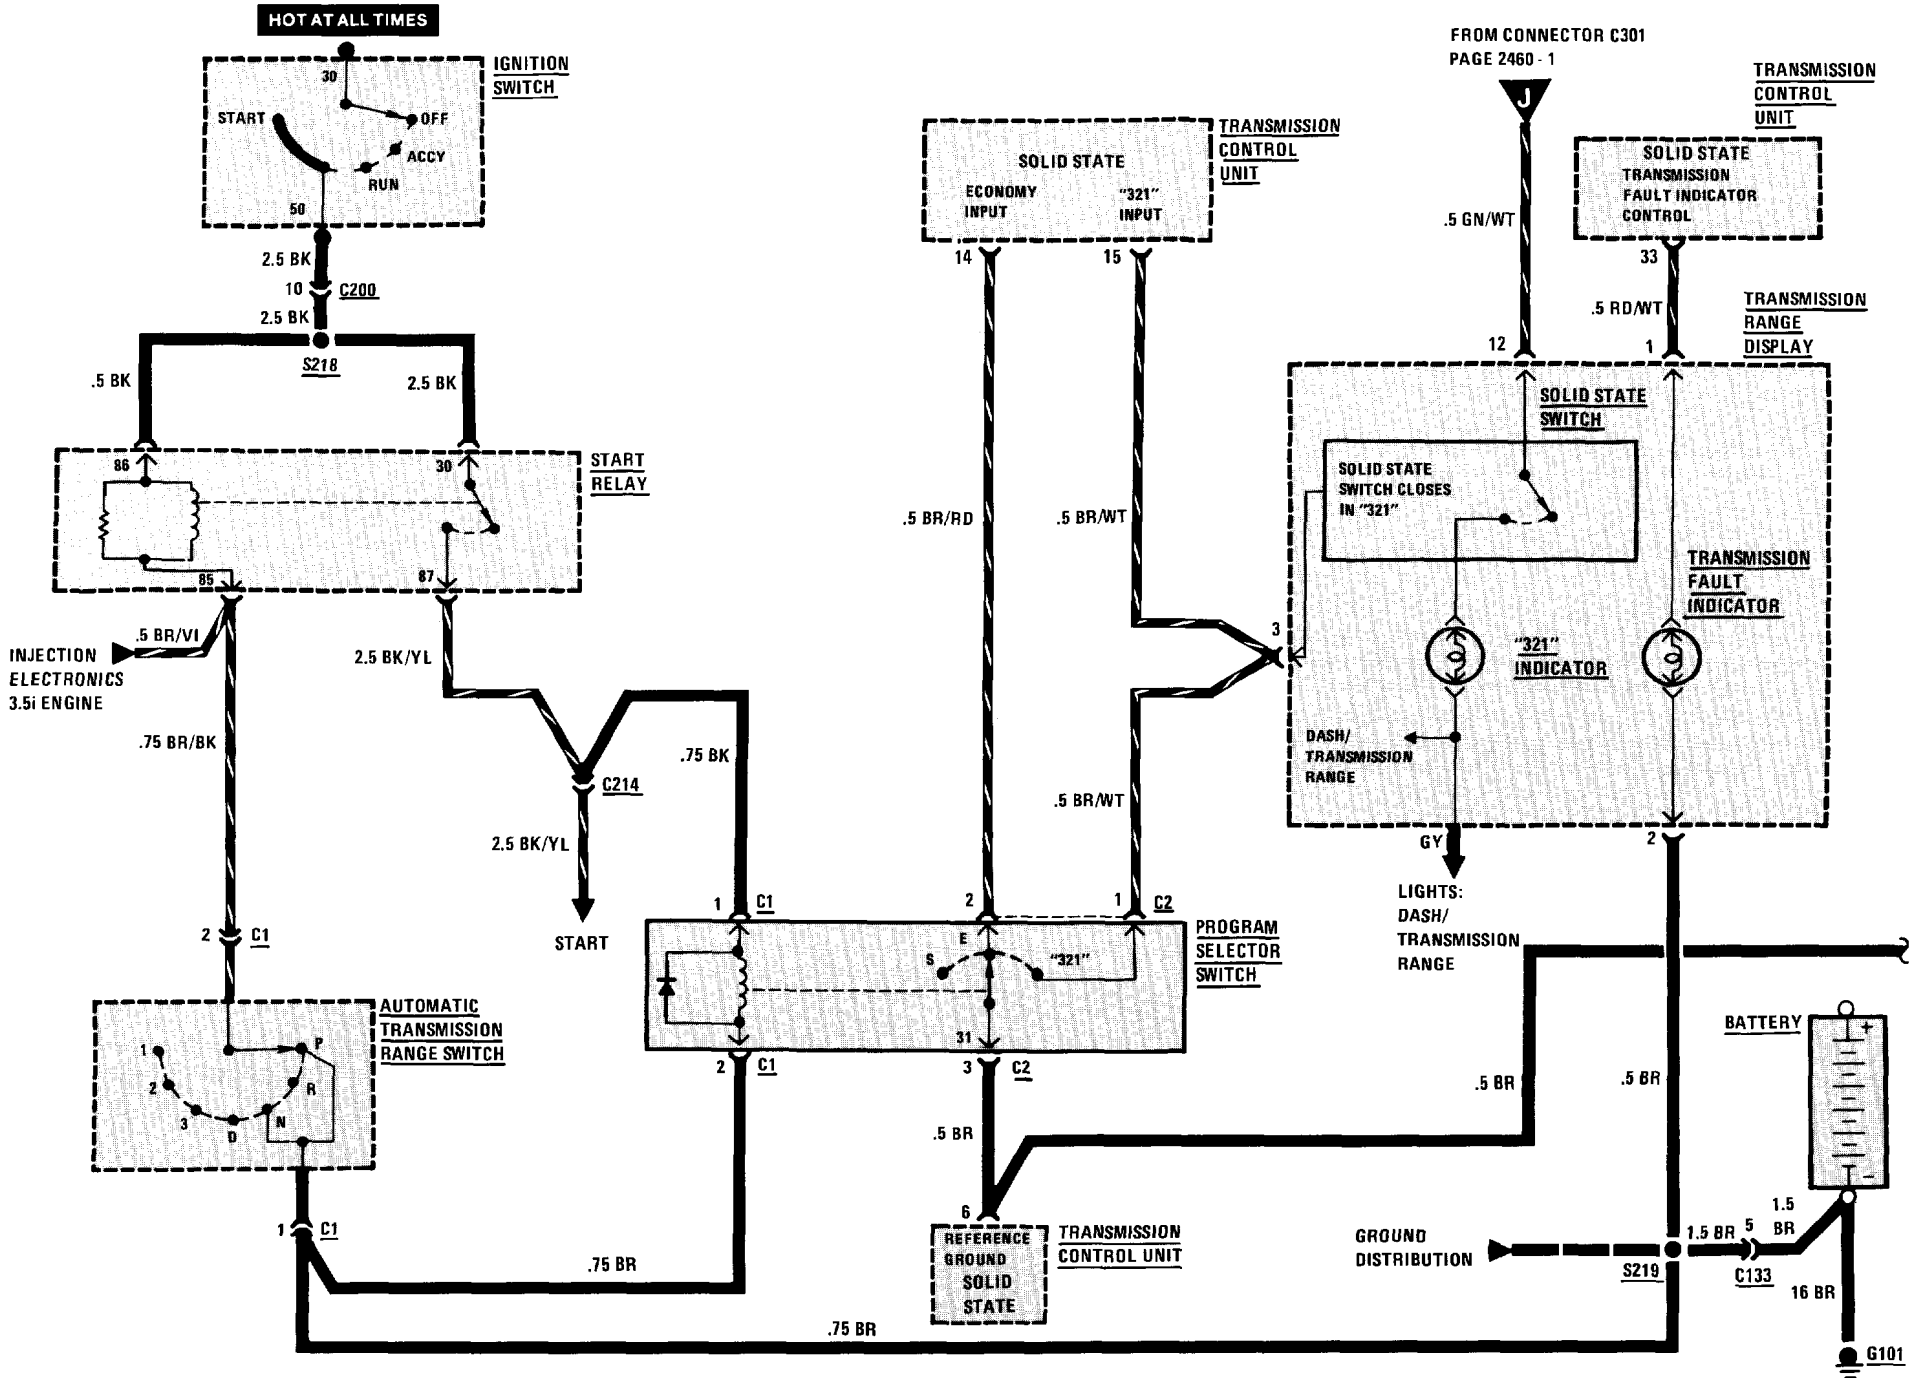 HOT AT ALL TIMES
30
IGNITION
SWITCH
START
OFF
ACCY
RUN
50
2.5 BK
10
C200
2.5 BK
S218
.5 BK
2.5 BK
86
30
START
RELAY
85
87
.5 BR/VI
INJECTION
ELECTRONICS
3.5i ENGINE
.75 BR/BK
2.5 BK/YL
.75 BK
C214
2.5 BK/YL
START
2
C1
AUTOMATIC
TRANSMISSION
RANGE SWITCH
1
2
3
D
N
R
P
1
C1
.75 BR
.75 BR
TRANSMISSION
CONTROL
UNIT
SOLID STATE
ECONOMY
INPUT
"321"
INPUT
14
15
.5 BR/RD
.5 BR/WT
.5 BR/WT
3
1
C1
2
1
C2
PROGRAM
SELECTOR
SWITCH
E
S
"321"
31
2
C1
3
C2
.5 BR
6
REFERENCE
GROUND
SOLID
STATE
TRANSMISSION
CONTROL UNIT
FROM CONNECTOR C301
PAGE 2460 - 1
J
.5 GN/WT
TRANSMISSION
CONTROL
UNIT
SOLID STATE
TRANSMISSION
FAULT INDICATOR
CONTROL
33
.5 RD/WT
12
1
TRANSMISSION
RANGE
DISPLAY
SOLID STATE
SWITCH
SOLID STATE
SWITCH CLOSES
IN "321"
TRANSMISSION
FAULT
INDICATOR
"321"
INDICATOR
DASH/
TRANSMISSION
RANGE
GY
2
LIGHTS:
DASH/
TRANSMISSION
RANGE
.5 BR
.5 BR
BATTERY
+
-
GROUND
DISTRIBUTION
S219
1.5 BR
5
C133
1.5
BR
16 BR
G101